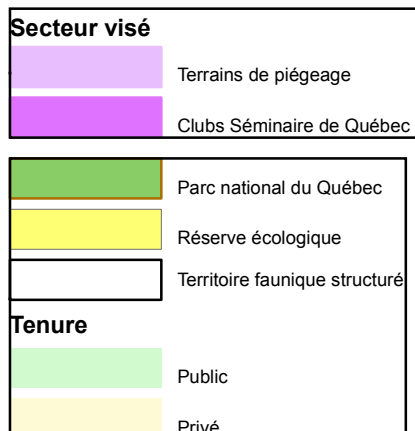 Secteur visé
Terrains de piégeage
Clubs Séminaire de Québec
Parc national du Québec
Réserve écologique
Territoire faunique structuré
Tenure
Public
Privé